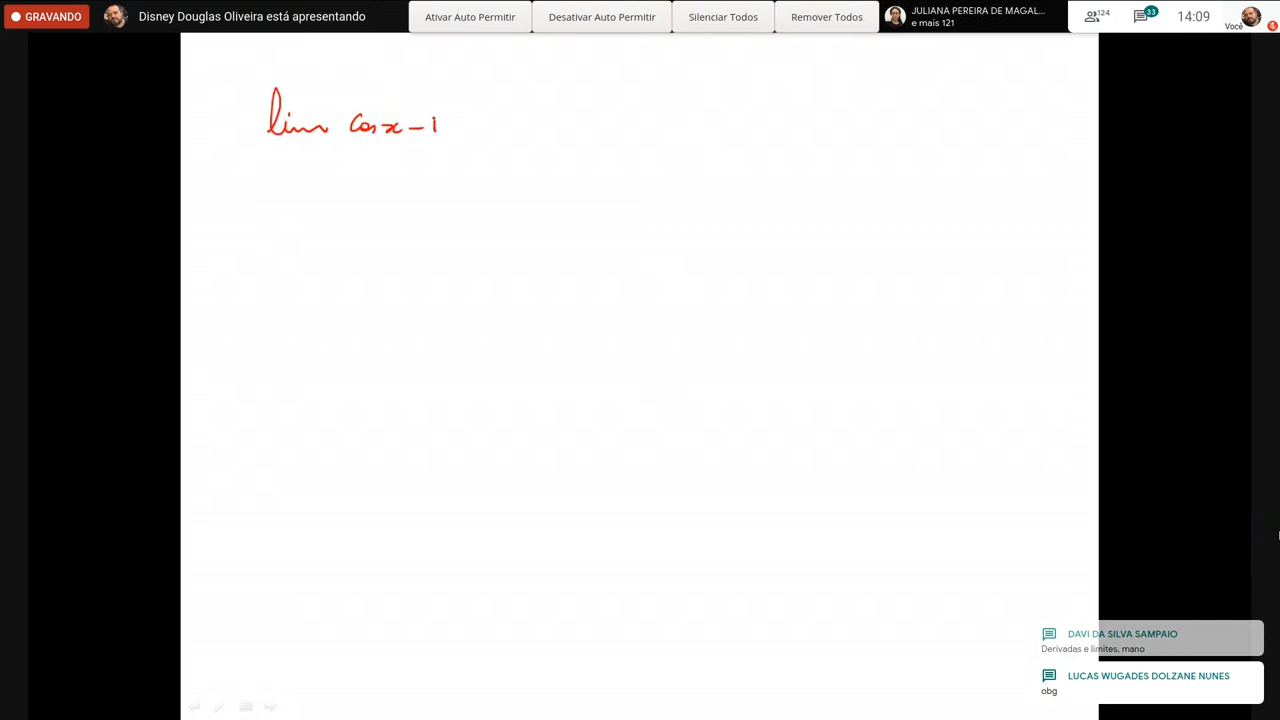 GRAVANDO
Disney Douglas Oliveira está apresentando
Ativar Auto Permitir
Desativar Auto Permitir
Silenciar Todos
Remover Todos
JULIANA PEREIRA DE MAGAL...
e mais 121
124
33
14:09
Você
lim cos x - 1
DAVI DA SILVA SAMPAIO
Derivadas e limites, mano
LUCAS WUGADES DOLZANE NUNES
obg